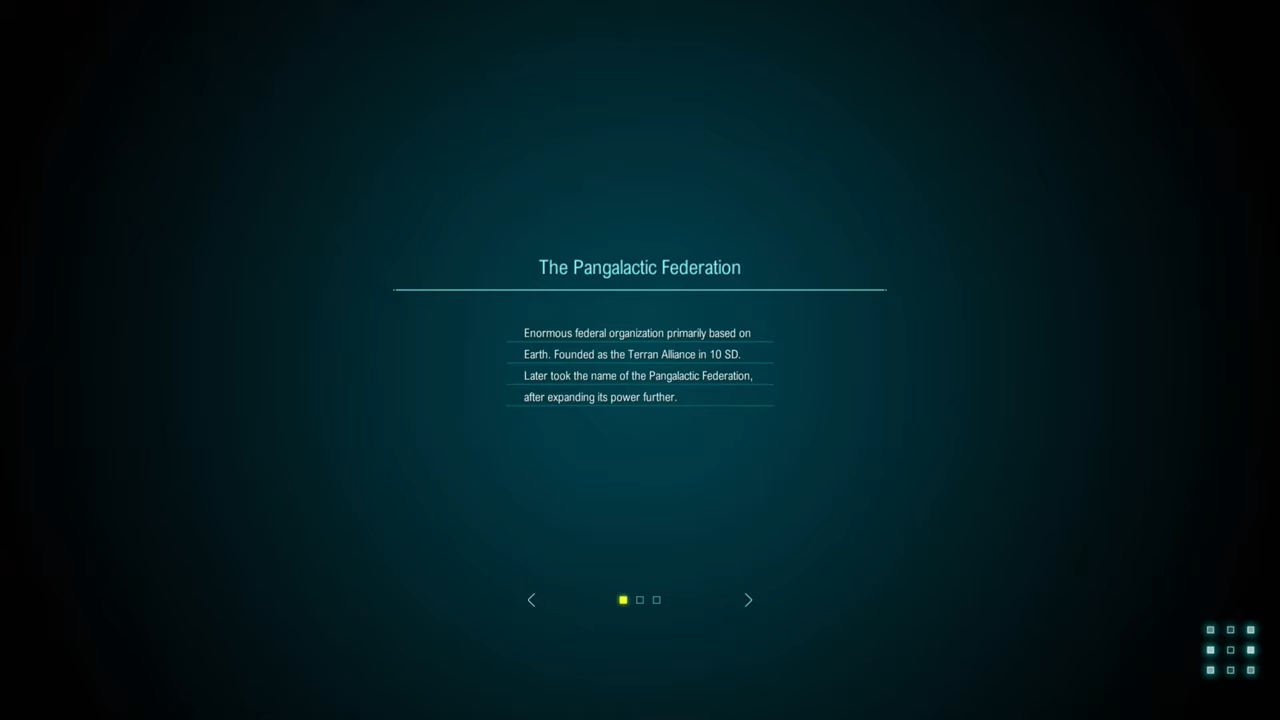 The Pangalactic Federation
Enormous federal organization primarily based on
Earth. Founded as the Terran Alliance in 10 SD.
Later took the name of the Pangalactic Federation,
after expanding its power further.